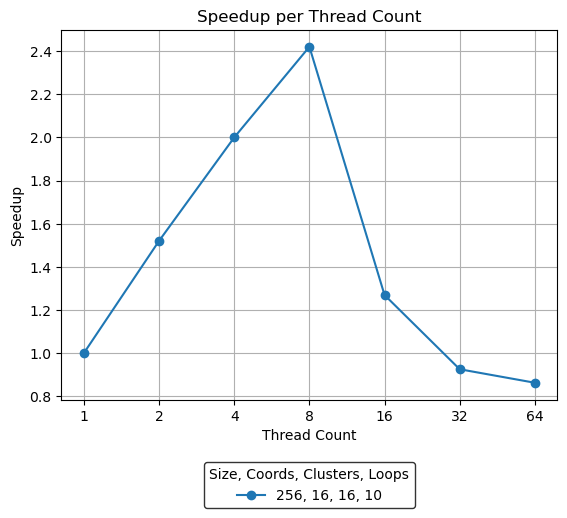 Speedup per Thread Count
2.4
2.2
2.0
1.8
1.6
1.4
1.2
1.0
0.8
Speedup
1 2 4 8 16 32 64
Thread Count
Size, Coords, Clusters, Loops
256, 16, 16, 10